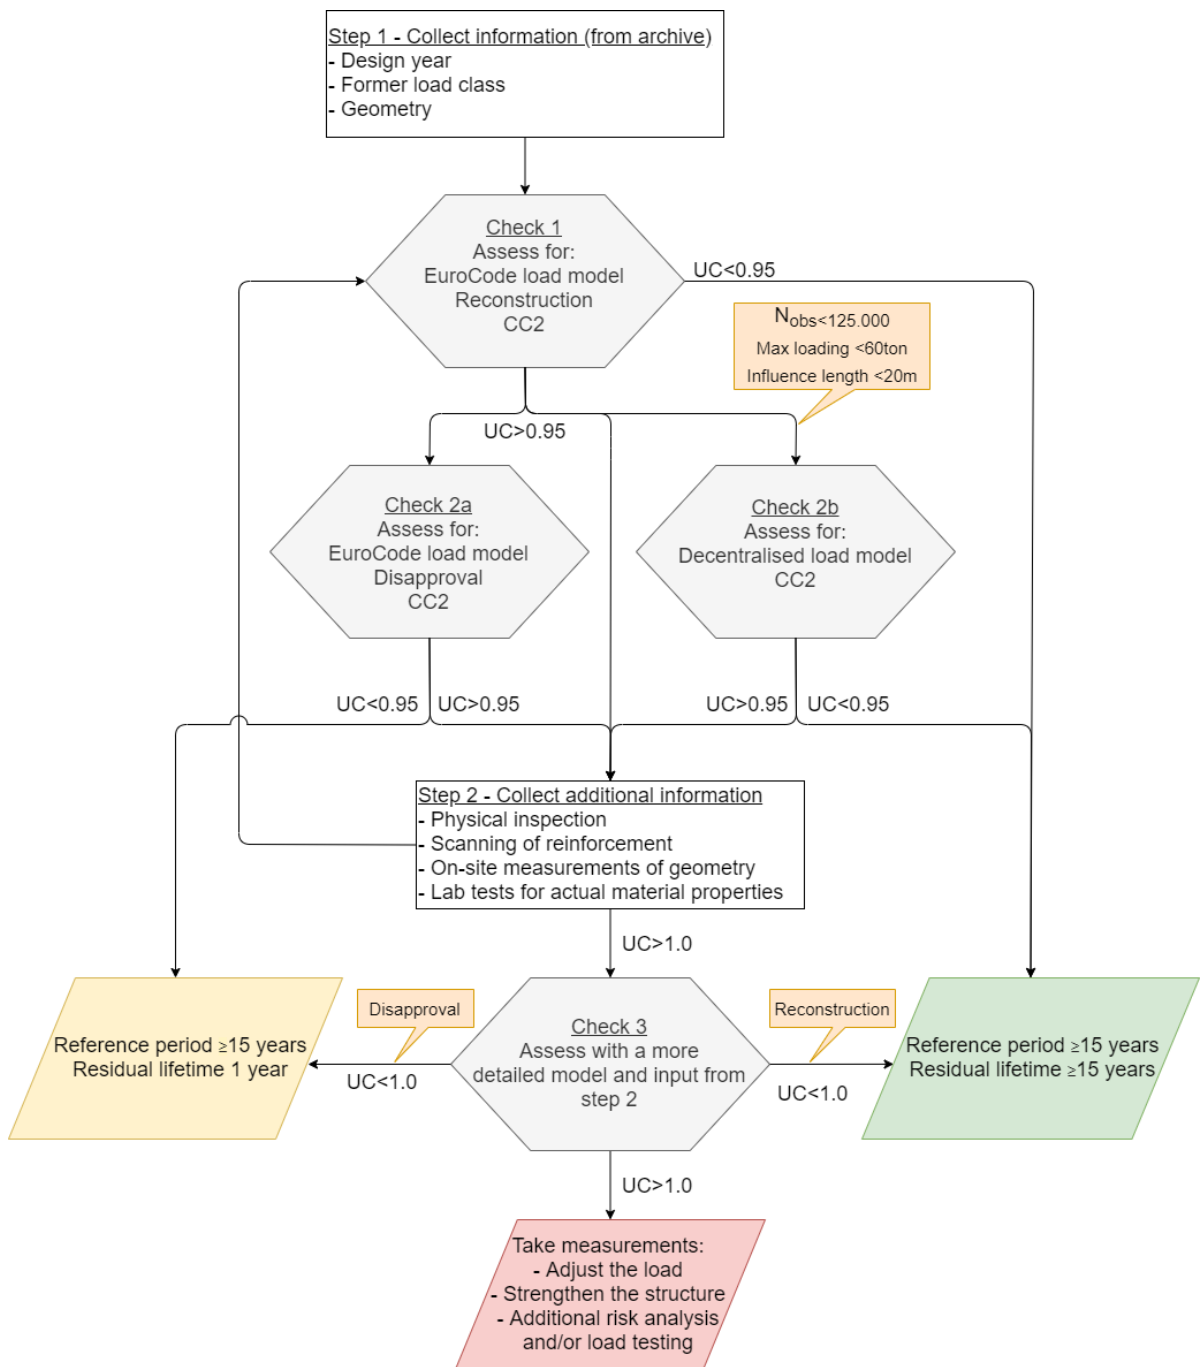 Step 1 - Collect information (from archive)
- Design year
- Former load class
- Geometry
Check 1
Assess for:
EuroCode load model
Reconstruction
CC2
UC<0.95
Nobs<125.000
Max loading <60ton
Influence length <20m
UC>0.95
Check 2a
Assess for:
EuroCode load model
Disapproval
CC2
Check 2b
Assess for:
Decentralised load model
CC2
UC<0.95
UC>0.95
UC>0.95
UC<0.95
Step 2 - Collect additional information
- Physical inspection
- Scanning of reinforcement
- On-site measurements of geometry
- Lab tests for actual material properties
UC>1.0
Reference period ≥15 years
Residual lifetime 1 year
Disapproval
UC<1.0
Check 3
Assess with a more
detailed model and input from
step 2
Reconstruction
UC<1.0
Reference period ≥15 years
Residual lifetime ≥15 years
UC>1.0
Take measurements:
- Adjust the load
- Strengthen the structure
- Additional risk analysis
and/or load testing